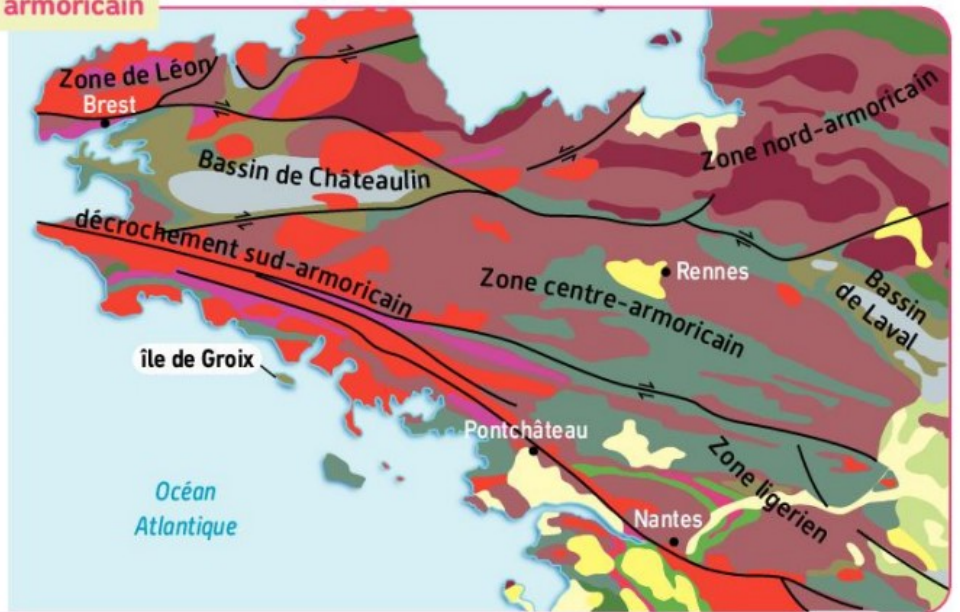 armoricain
Zone de Léon
Brest
Zone nord-armoricain
Bassin de Châteaulin
décrochement sud-armoricain
Zone centre-armoricain
Rennes
Bassin
de Laval
île de Groix
Pontchâteau
Zone ligerien
Océan
Atlantique
Nantes